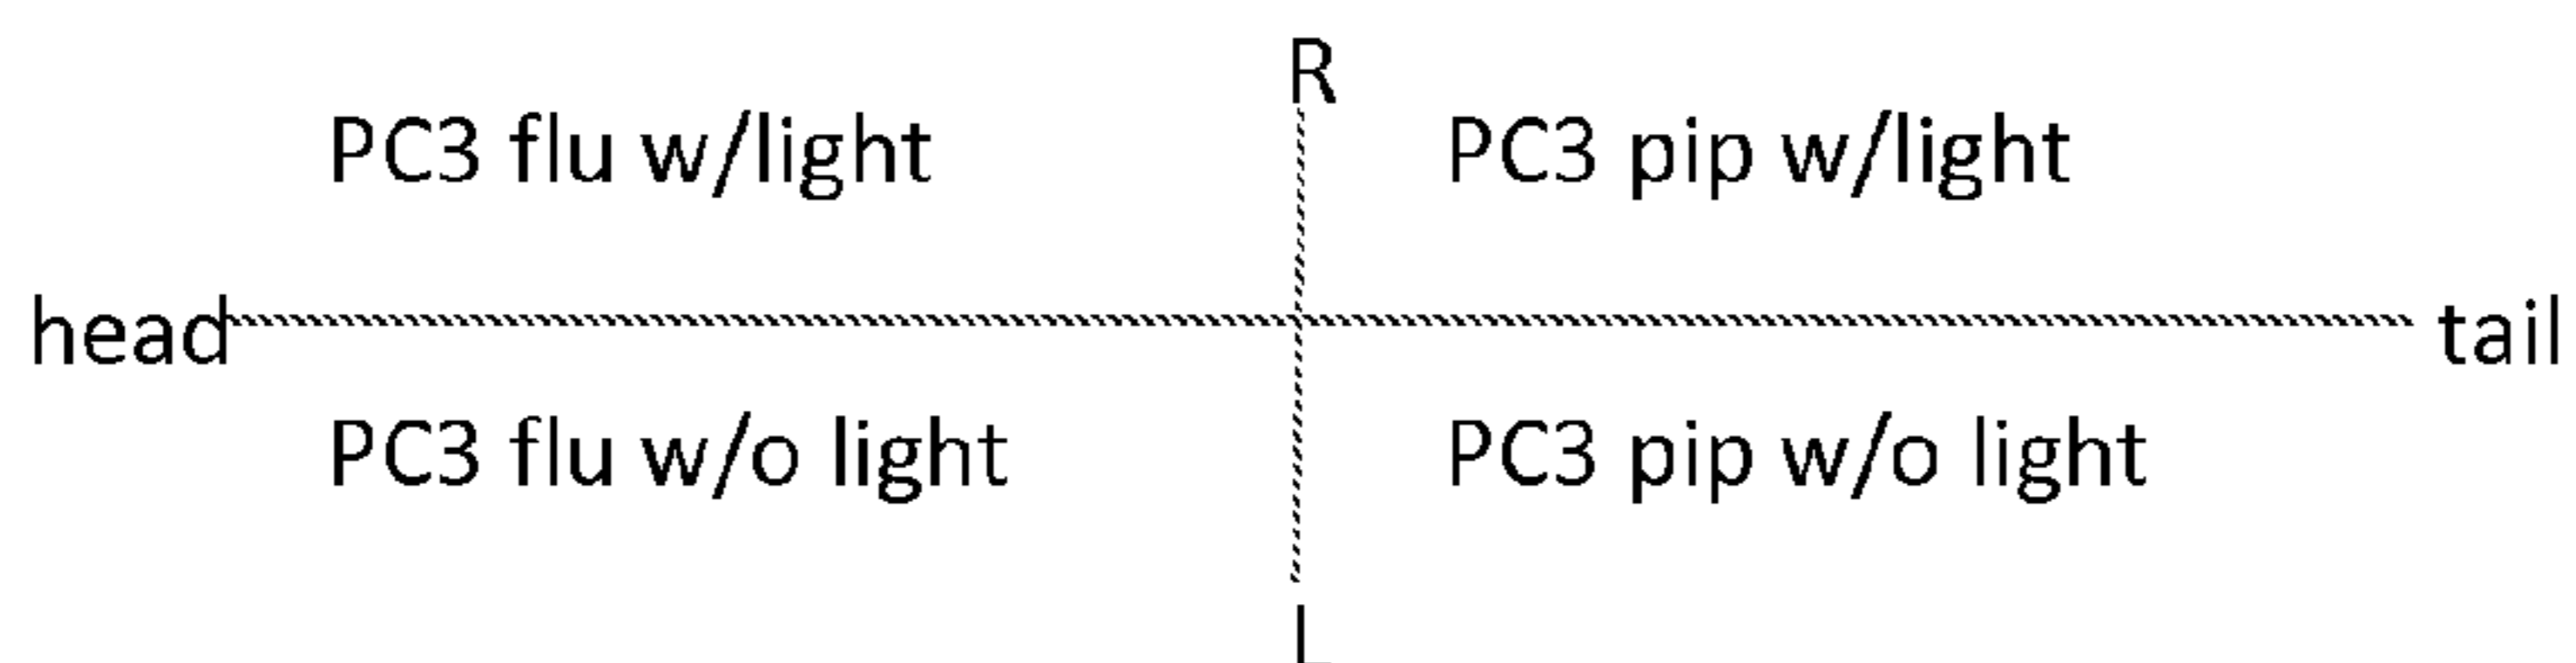 R
PC3 flu w/light
PC3 pip w/light
head
tail
PC3 flu w/o light
PC3 pip w/o light
L